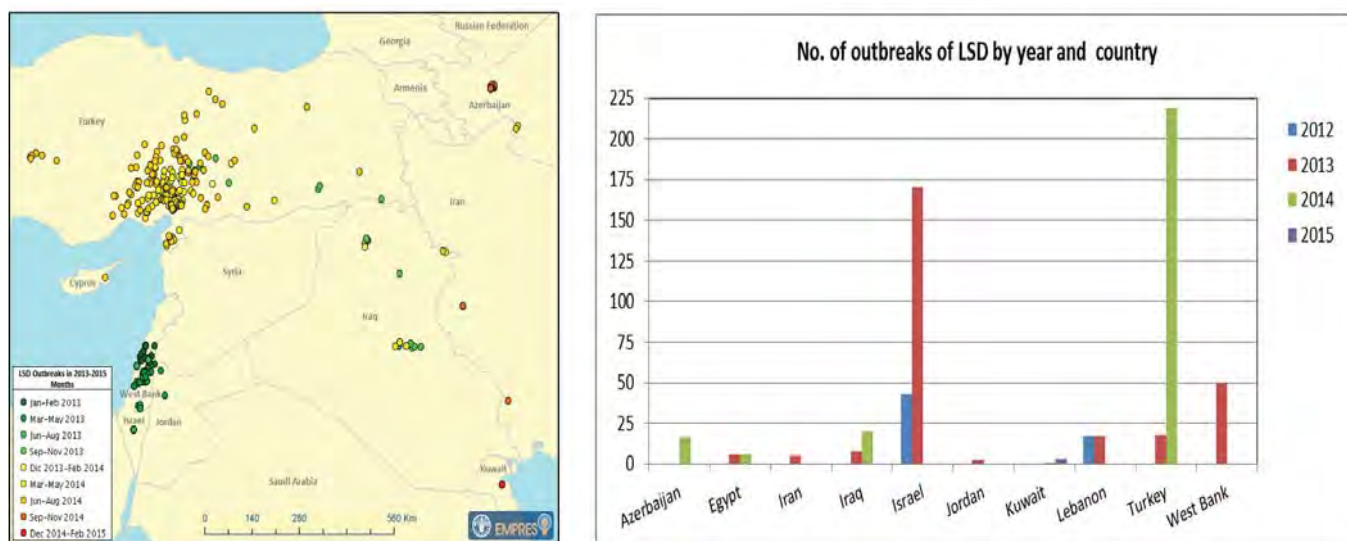 Russian Federation
Georgia
Armenia
Azerbaijan
Turkey
Iran
Syria
Cyprus
Iraq
LSD Outbreaks in 2013-2015
Months
Jan-Feb 2013
Mar-May 2013
Jun-Aug 2013
Sep-Nov 2013
Dic 2013-Feb 2014
Mar-May 2014
Jun-Aug 2014
Sep-Nov 2014
Dec 2014-Feb 2015
West Bank
Israel
Jordan
Saudi Arabia
Kuwait
0 140 280 560 Km
EMPRES
No. of outbreaks of LSD by year and country
225
200
175
150
125
100
75
50
25
0
Azerbaijan
Egypt
Iran
Iraq
Israel
Jordan
Kuwait
Lebanon
Turkey
West Bank
2012
2013
2014
2015